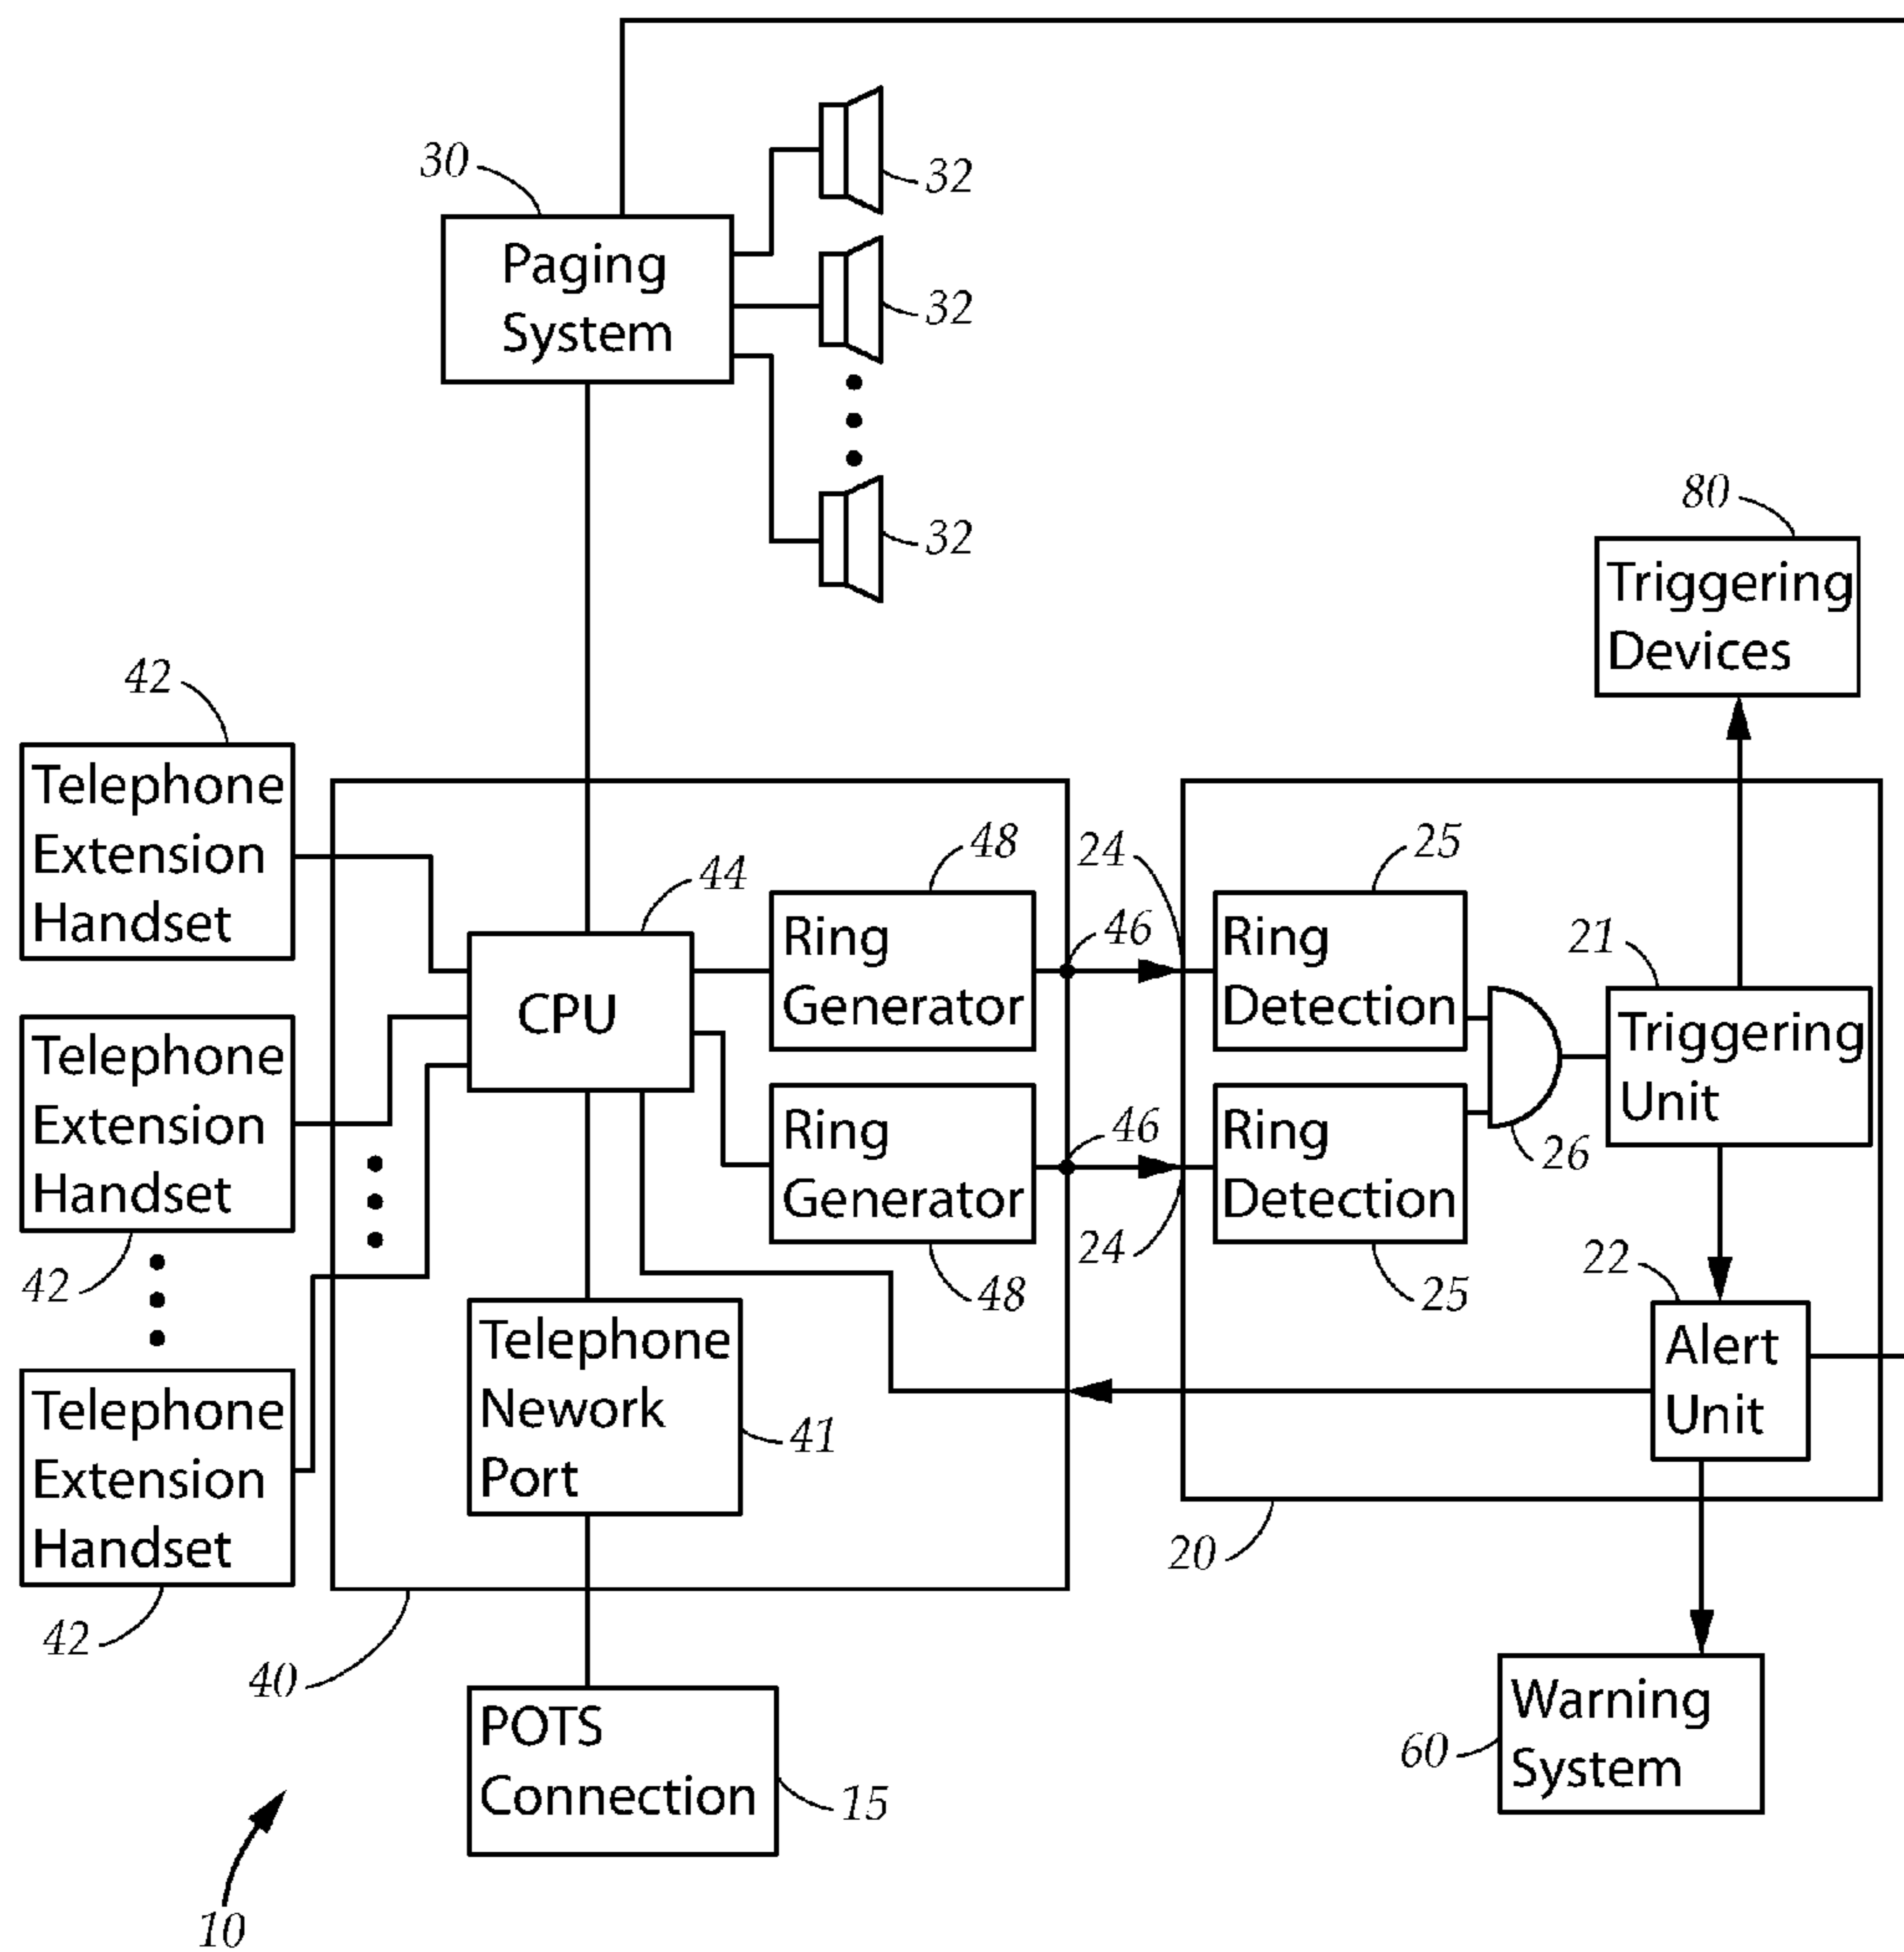 30
32
Paging
System
32
32
80
Triggering
Devices
42
Telephone
Extension
Handset
44
48
24
25
46
21
CPU
Ring
Generator
Ring
Detection
Triggering
Unit
Telephone
Extension
Handset
42
Ring
Generator
46
Ring
Detection
26
48
24
25
22
Telephone
Nework
Port
41
Alert
Unit
Telephone
Extension
Handset
42
40
20
POTS
Connection
15
Warning
System
60
10